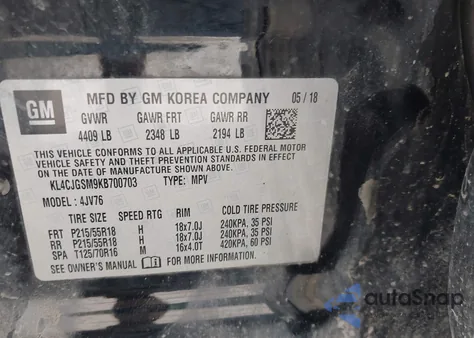 GM
MFD BY GM KOREA COMPANY 05 / 18
GVWR GAWR FRT GAWR RR
4409 LB 2348 LB 2194 LB
THIS VEHICLE CONFORMS TO ALL APPLICABLE U.S. FEDERAL MOTOR
VEHICLE SAFETY, BUMPER, AND THEFT PREVENTION STANDARDS IN EFFECT ON THE
DATE OF MANUFACTURE SHOWN ABOVE.
KL4CJGSM9KB700703 TYPE: MPV
MODEL : 4JV76
TIRE SIZE SPEED RTG RIM COLD TIRE PRESSURE
FRT P215/55R18 H 18x7.0J 240KPA, 35 PSI
RR P215/55R18 H 18x7.0J 240KPA, 35 PSI
SPA T125/70R16 M 16x4.0T 420KPA, 60 PSI
SEE OWNER'S MANUAL FOR MORE INFORMATION.
autoSnap